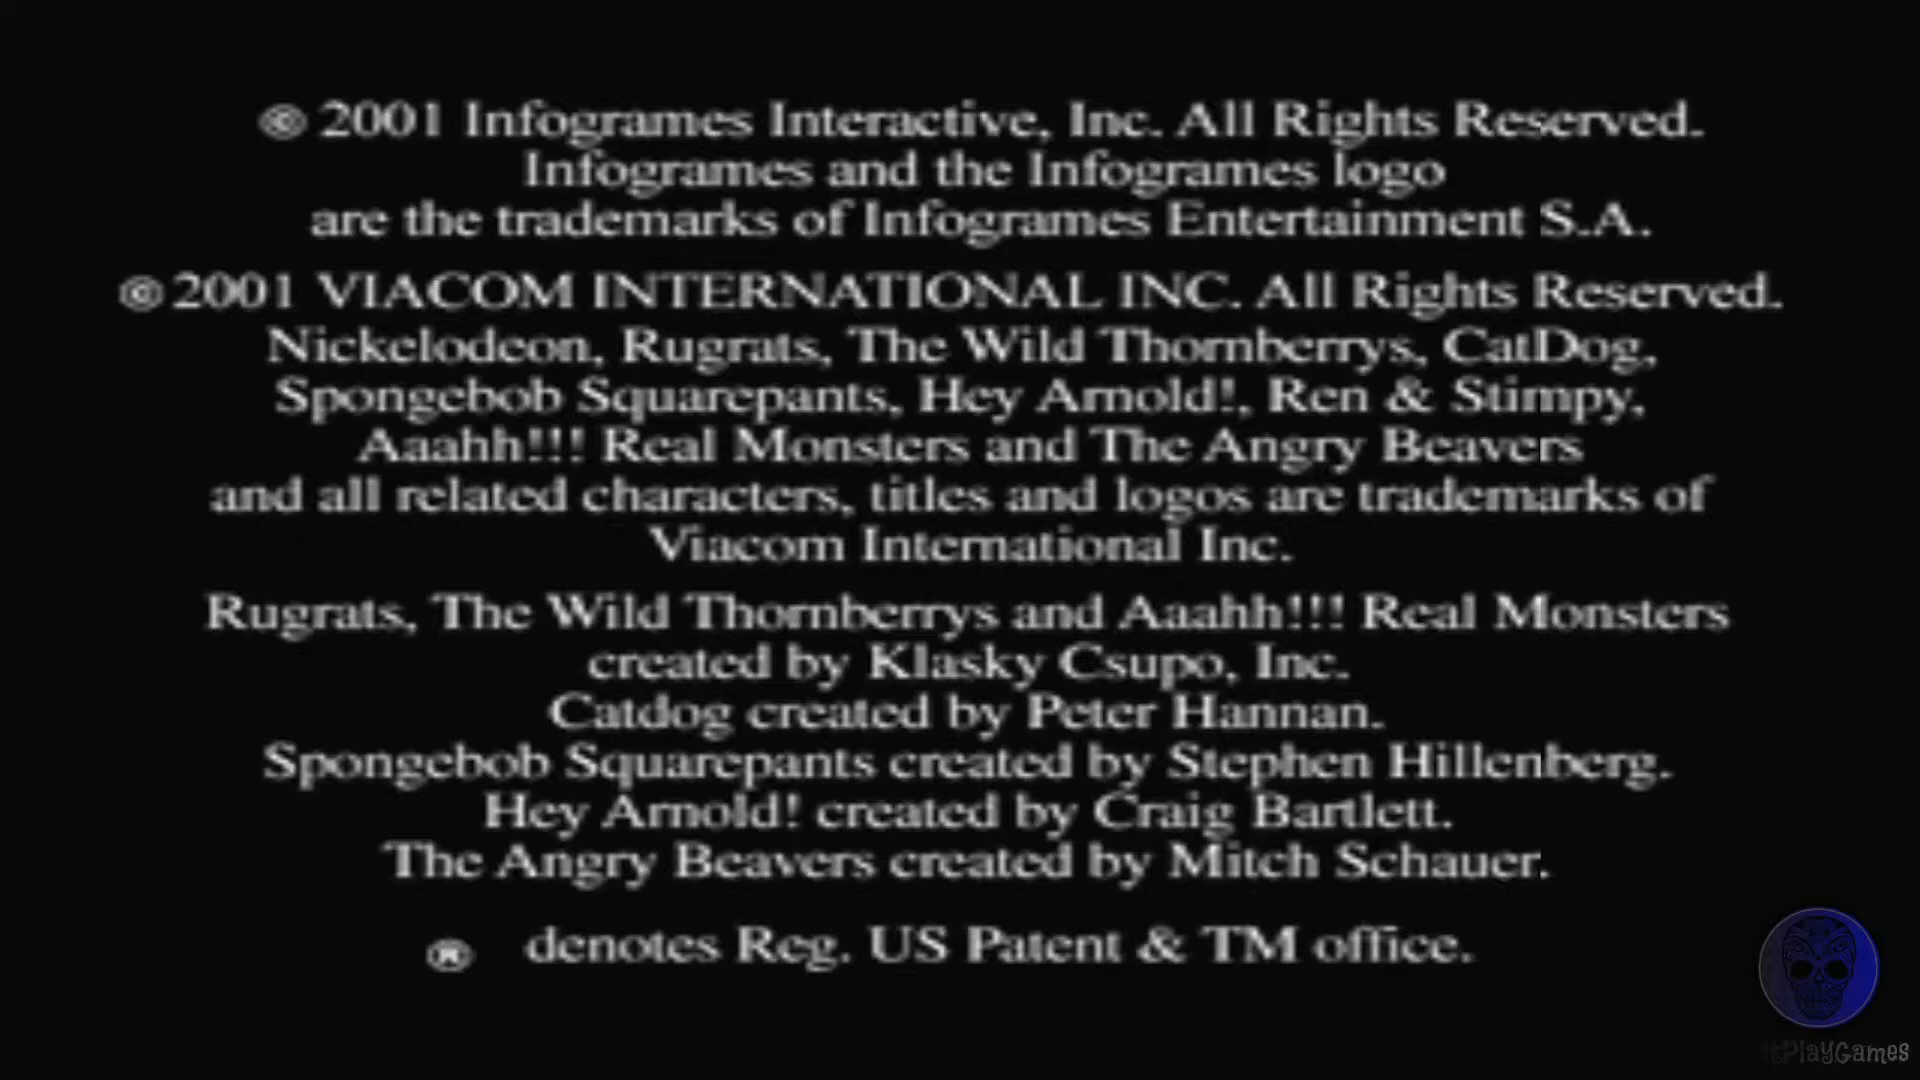 © 2001 Infogrames Interactive, Inc. All Rights Reserved.
Infogrames and the Infogrames logo
are the trademarks of Infogrames Entertainment S.A.
© 2001 VIACOM INTERNATIONAL INC. All Rights Reserved.
Nickelodeon, Rugrats, The Wild Thornberrys, CatDog,
Spongebob Squarepants, Hey Arnold!, Ren & Stimpy,
Aaahh!!! Real Monsters and The Angry Beavers
and all related characters, titles and logos are trademarks of
Viacom International Inc.
Rugrats, The Wild Thornberrys and Aaahh!!! Real Monsters
created by Klasky Csupo, Inc.
Catdog created by Peter Hannan.
Spongebob Squarepants created by Stephen Hillenberg.
Hey Arnold! created by Craig Bartlett.
The Angry Beavers created by Mitch Schauer.
® denotes Reg. US Patent & TM office.